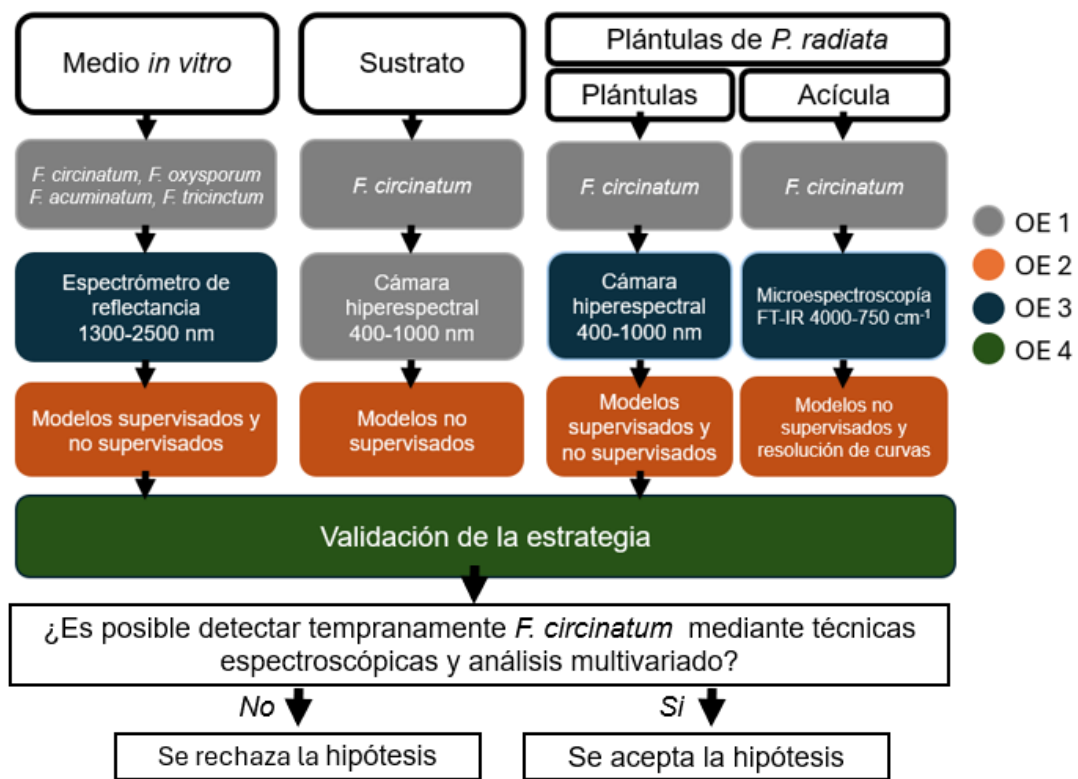 Medio in vitro
Sustrato
Plántulas de P. radiata
Plántulas
Acícula
F. circinatum, F. oxysporum
F. acuminatum, F. tricinctum
F. circinatum
F. circinatum
F. circinatum
Espectrómetro de
reflectancia
1300-2500 nm
Cámara
hiperespectral
400-1000 nm
Cámara
hiperespectral
400-1000 nm
Microespectroscopía
FT-IR 4000-750 cm⁻¹
Modelos supervisados y
no supervisados
Modelos no
supervisados
Modelos
supervisados y
no supervisados
Modelos no
supervisados y
resolución de curvas
OE 1
OE 2
OE 3
OE 4
Validación de la estrategia
¿Es posible detectar tempranamente F. circinatum mediante técnicas
espectroscópicas y análisis multivariado?
No
Si
Se rechaza la hipótesis
Se acepta la hipótesis